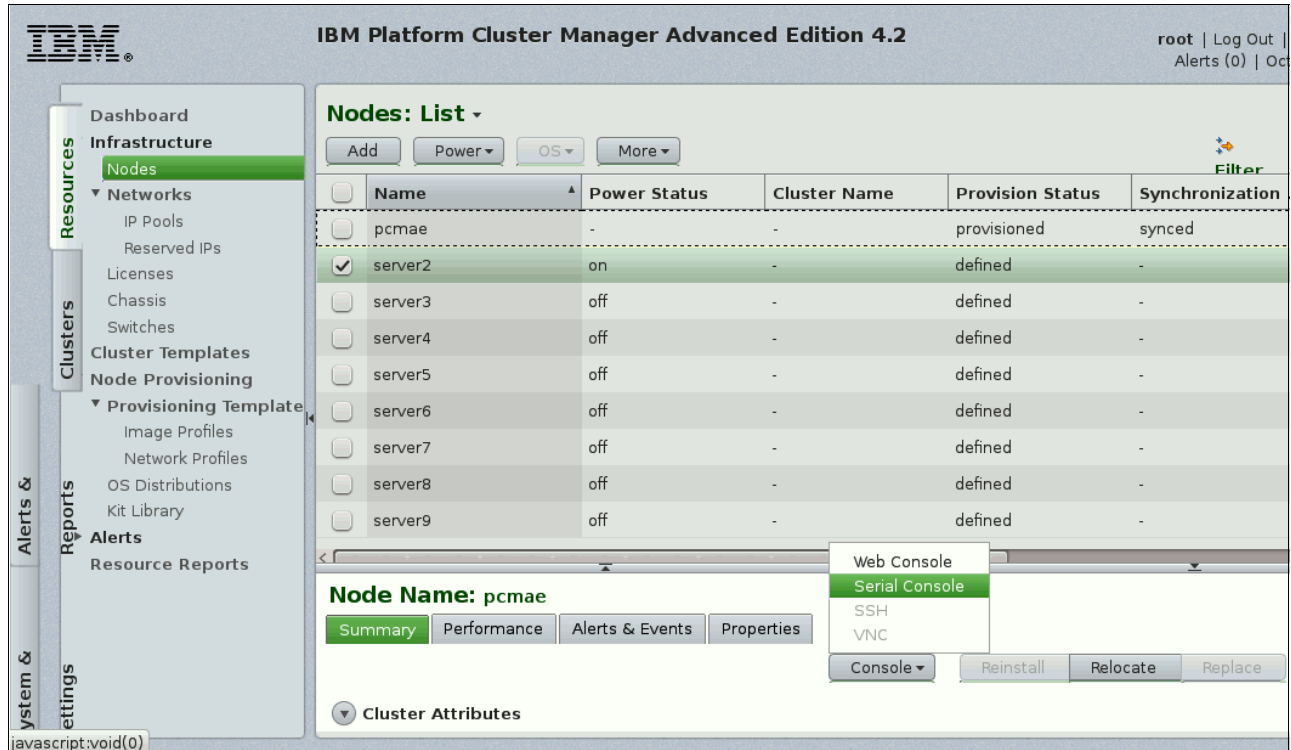 IBM
IBM Platform Cluster Manager Advanced Edition 4.2
root | Log Out |
Alerts (0) | Oct
Resources
Clusters
Alerts &
Reports
ystem &
ettings
Dashboard
Infrastructure
Nodes
Networks
IP Pools
Reserved IPs
Licenses
Chassis
Switches
Cluster Templates
Node Provisioning
Provisioning Template
Image Profiles
Network Profiles
OS Distributions
Kit Library
Alerts
Resource Reports
Nodes: List
Add Power OS More
Filter
Name Power Status Cluster Name Provision Status Synchronization
pcmae - - provisioned synced
server2 on - defined -
server3 off - defined -
server4 off - defined -
server5 off - defined -
server6 off - defined -
server7 off - defined -
server8 off - defined -
server9 off - defined -
Node Name: pcmae
Summary Performance Alerts & Events Properties
Web Console
Serial Console
SSH
VNC
Console Reinstall Relocate Replace
Cluster Attributes
javascript:void(0)